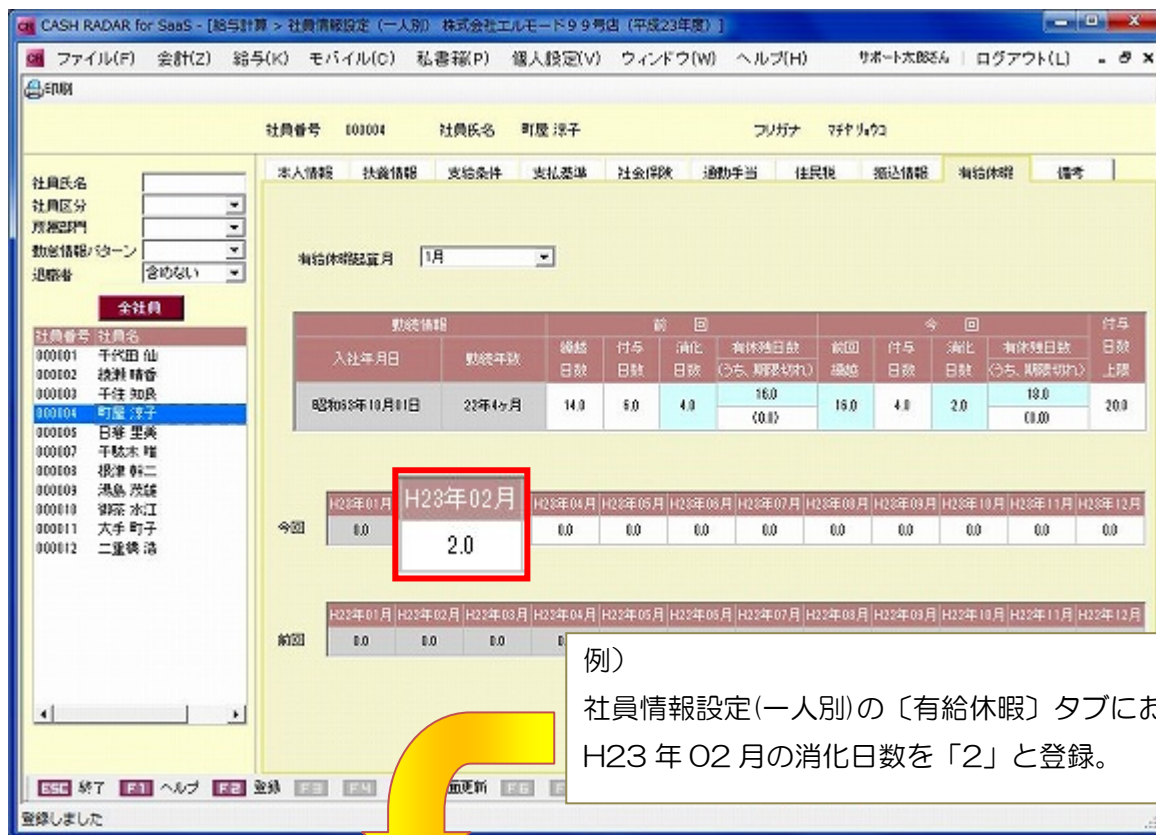 CASH RADAR for SaaS - [給与計算 > 社員情報設定（一人別） 株式会社エルモード９９号店（平成23年度）]
ファイル(F) 会計(Z) 給与(K) モバイル(C) 私書箱(P) 個人設定(V) ウィンドウ(W) ヘルプ(H) サポート太郎さん | ログアウト(L)
印刷
社員番号 000004 社員氏名 町屋 涼子 フリガナ マチヤ リョウコ
本人情報 扶養情報 支給条件 支払基準 社会保険 通勤手当 住民税 振込情報 有給休暇 備考
社員氏名
社員区分
所属部門
勤怠情報パターン
退職者 含めない
全社員
有給休暇起算月 1月
社員番号 社員名
000001 千代田 仙
000002 綾瀬 晴香
000003 千住 知良
000004 町屋 涼子
000005 日暮 里美
000007 千駄木 唯
000008 根津 幹二
000009 湯島 茂雄
000010 御茶 水江
000011 大手 町子
000012 二重橋 浩
勤続情報 前　回 今　回 付与日数上限
入社年月日 勤続年数 繰越日数 付与日数 消化日数 有休残日数（うち、期限切れ） 前回繰越 付与日数 消化日数 有休残日数（うち、期限切れ）
昭和63年10月01日 22年4ヶ月 14.0 6.0 4.0 16.0 16.0 4.0 2.0 18.0 20.0
(0.0) (0.0)
H23年01月 H23年02月 H23年04月 H23年05月 H23年06月 H23年07月 H23年08月 H23年09月 H23年10月 H23年11月 H23年12月
今回 0.0 2.0 0.0 0.0 0.0 0.0 0.0 0.0 0.0 0.0 0.0
H22年01月 H22年02月 H22年03月 H22年04月 H22年05月 H22年06月 H22年07月 H22年08月 H22年09月 H22年10月 H22年11月 H22年12月
前回 0.0 0.0 0.0
例）
社員情報設定(一人別)の〔有給休暇〕タブにお
H23 年 02 月の消化日数を「2」と登録。
ESC 終了 F1 ヘルプ F2 登録 F3 F4 面更新 F6
登録しました